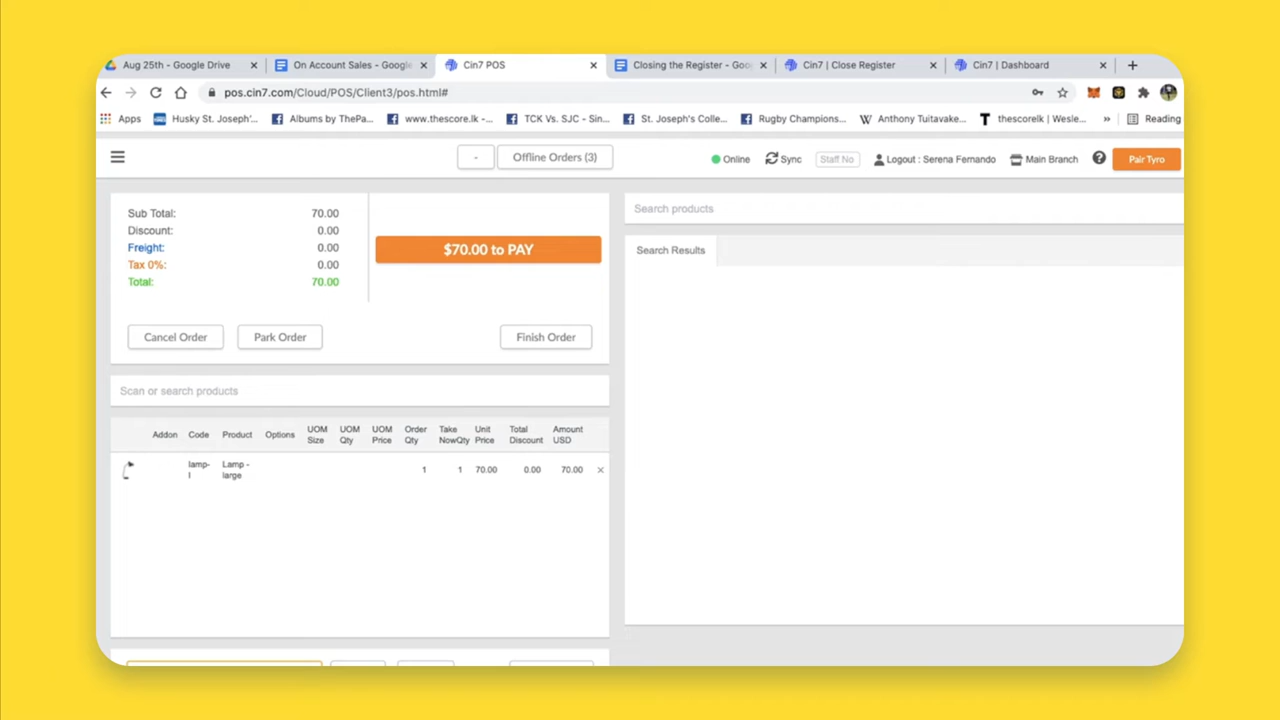 Aug 25th - Google Drive
On Account Sales - Google
Cin7 POS
Closing the Register - Goo
Cin7 | Close Register
Cin7 | Dashboard
pos.cin7.com/Cloud/POS/Client3/pos.html#
Apps
Husky St. Joseph'...
Albums by ThePa...
www.thescore.lk -...
TCK Vs. SJC - Sin...
St. Joseph's Colle...
Rugby Champions...
Anthony Tuitavake...
thescorelk | Wesle...
»
Reading
-
Offline Orders (3)
Online
Sync
Staff No
Logout : Serena Fernando
Main Branch
Pair Tyro
Sub Total: 70.00
Discount: 0.00
Freight: 0.00
Tax 0%: 0.00
Total: 70.00
$70.00 to PAY
Cancel Order
Park Order
Finish Order
Search products
Search Results
Scan or search products
Addon Code Product Options UOM Size UOM Qty UOM Price Order Qty Take NowQty Unit Price Total Discount Amount USD
lamp-l Lamp - large 1 1 70.00 0.00 70.00